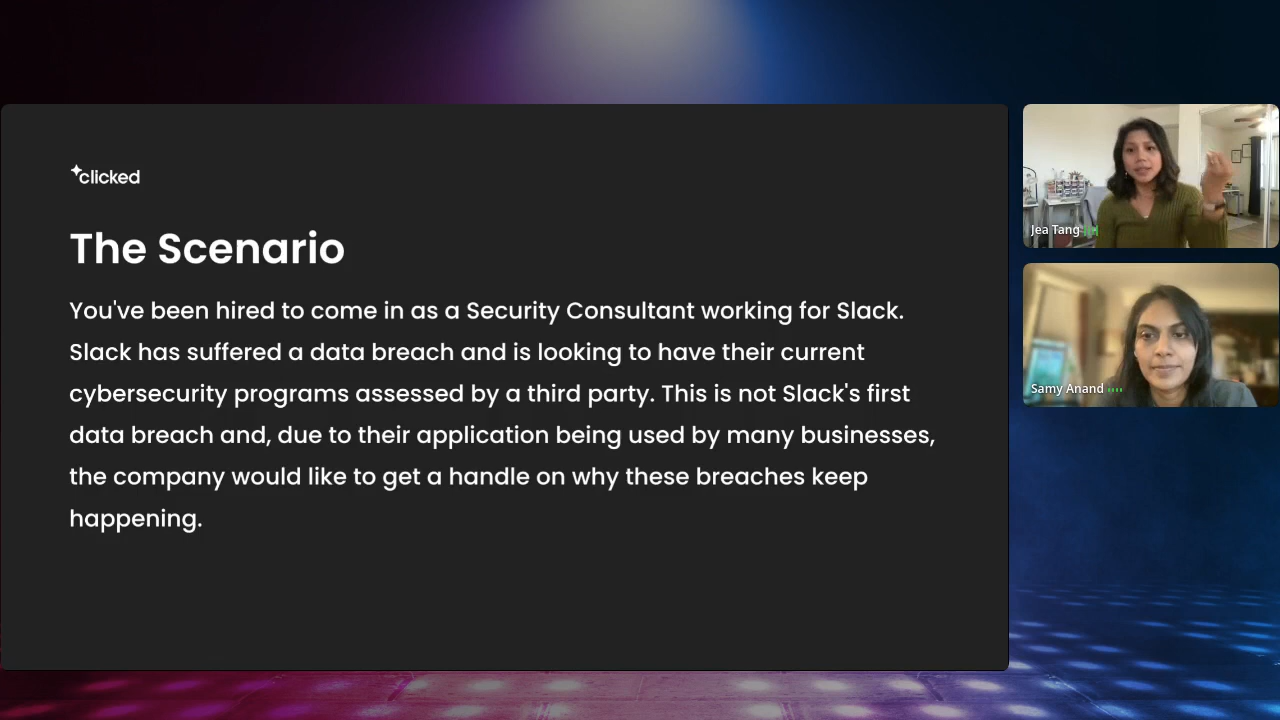 clicked
The Scenario
You've been hired to come in as a Security Consultant working for Slack.
Slack has suffered a data breach and is looking to have their current
cybersecurity programs assessed by a third party. This is not Slack's first
data breach and, due to their application being used by many businesses,
the company would like to get a handle on why these breaches keep
happening.
Jea Tang
Samy Anand